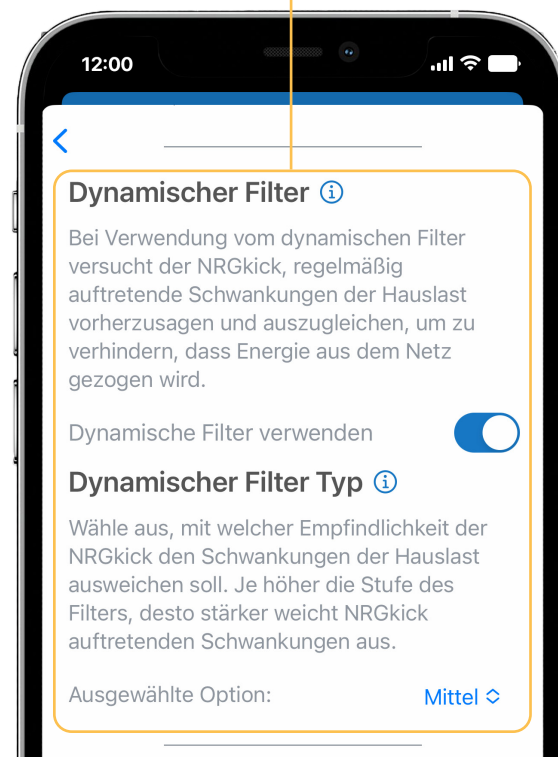 12:00
Dynamischer Filter
Bei Verwendung vom dynamischen Filter
versucht der NRGkick, regelmäßig
auftretende Schwankungen der Hauslast
vorherzusagen und auszugleichen, um zu
verhindern, dass Energie aus dem Netz
gezogen wird.
Dynamische Filter verwenden
Dynamischer Filter Typ
Wähle aus, mit welcher Empfindlichkeit der
NRGkick den Schwankungen der Hauslast
ausweichen soll. Je höher die Stufe des
Filters, desto stärker weicht NRGkick
auftretenden Schwankungen aus.
Ausgewählte Option: Mittel